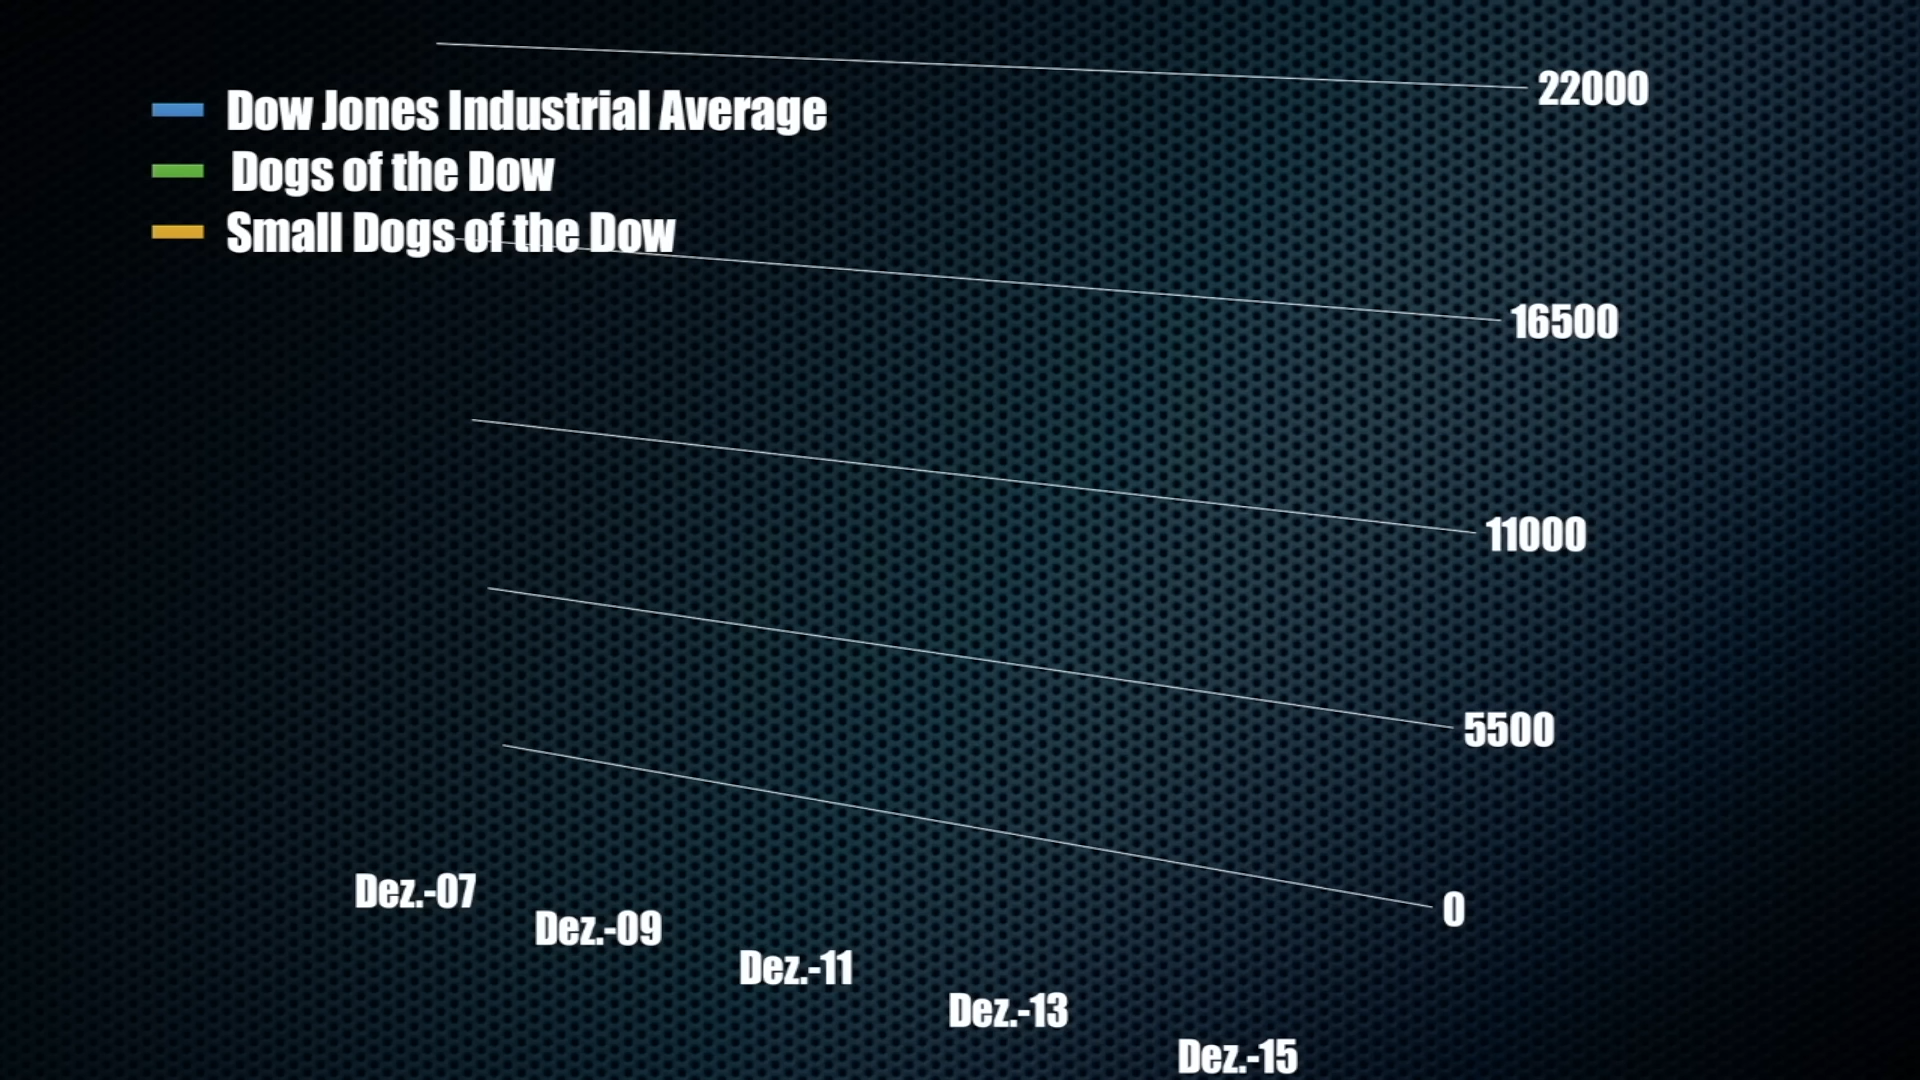 Dow Jones Industrial Average
Dogs of the Dow
Small Dogs of the Dow
22000
16500
11000
5500
0
Dez.-07
Dez.-09
Dez.-11
Dez.-13
Dez.-15